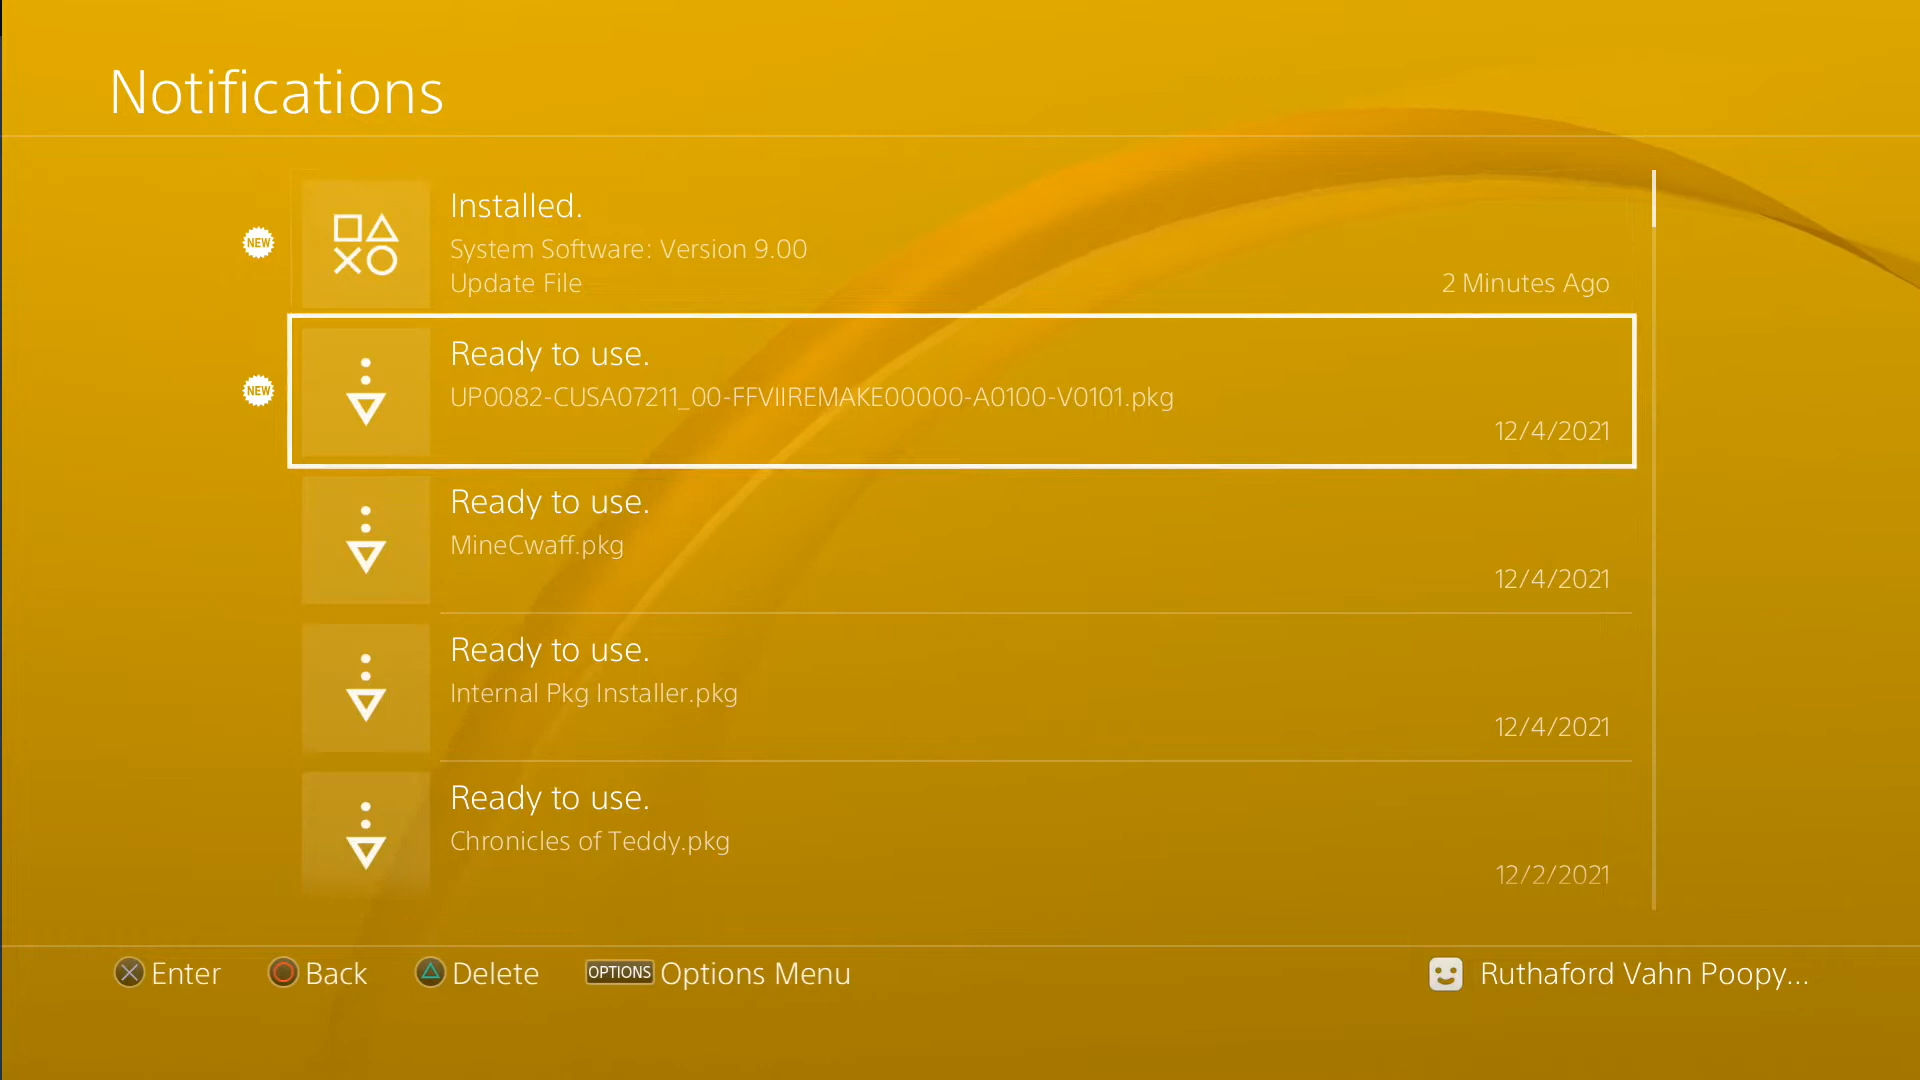 Notifications
NEW
Installed.
System Software: Version 9.00
Update File
2 Minutes Ago
NEW
Ready to use.
UP0082-CUSA07211_00-FFVIIREMAKE00000-A0100-V0101.pkg
12/4/2021
Ready to use.
MineCwaff.pkg
12/4/2021
Ready to use.
Internal Pkg Installer.pkg
12/4/2021
Ready to use.
Chronicles of Teddy.pkg
12/2/2021
Enter Back Delete OPTIONS Options Menu Ruthaford Vahn Poopy...